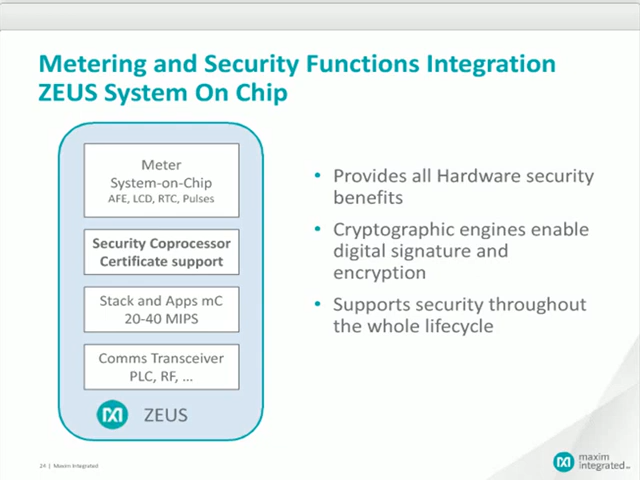 Metering and Security Functions Integration
ZEUS System On Chip
Meter
System-on-Chip
AFE, LCD, RTC, Pulses
Security Coprocessor
Certificate support
Stack and Apps mC
20-40 MIPS
Comms Transceiver
PLC, RF, ...
ZEUS
• Provides all Hardware security
benefits
• Cryptographic engines enable
digital signature and
encryption
• Supports security throughout
the whole lifecycle
24 | Maxim Integrated
maxim
integrated™